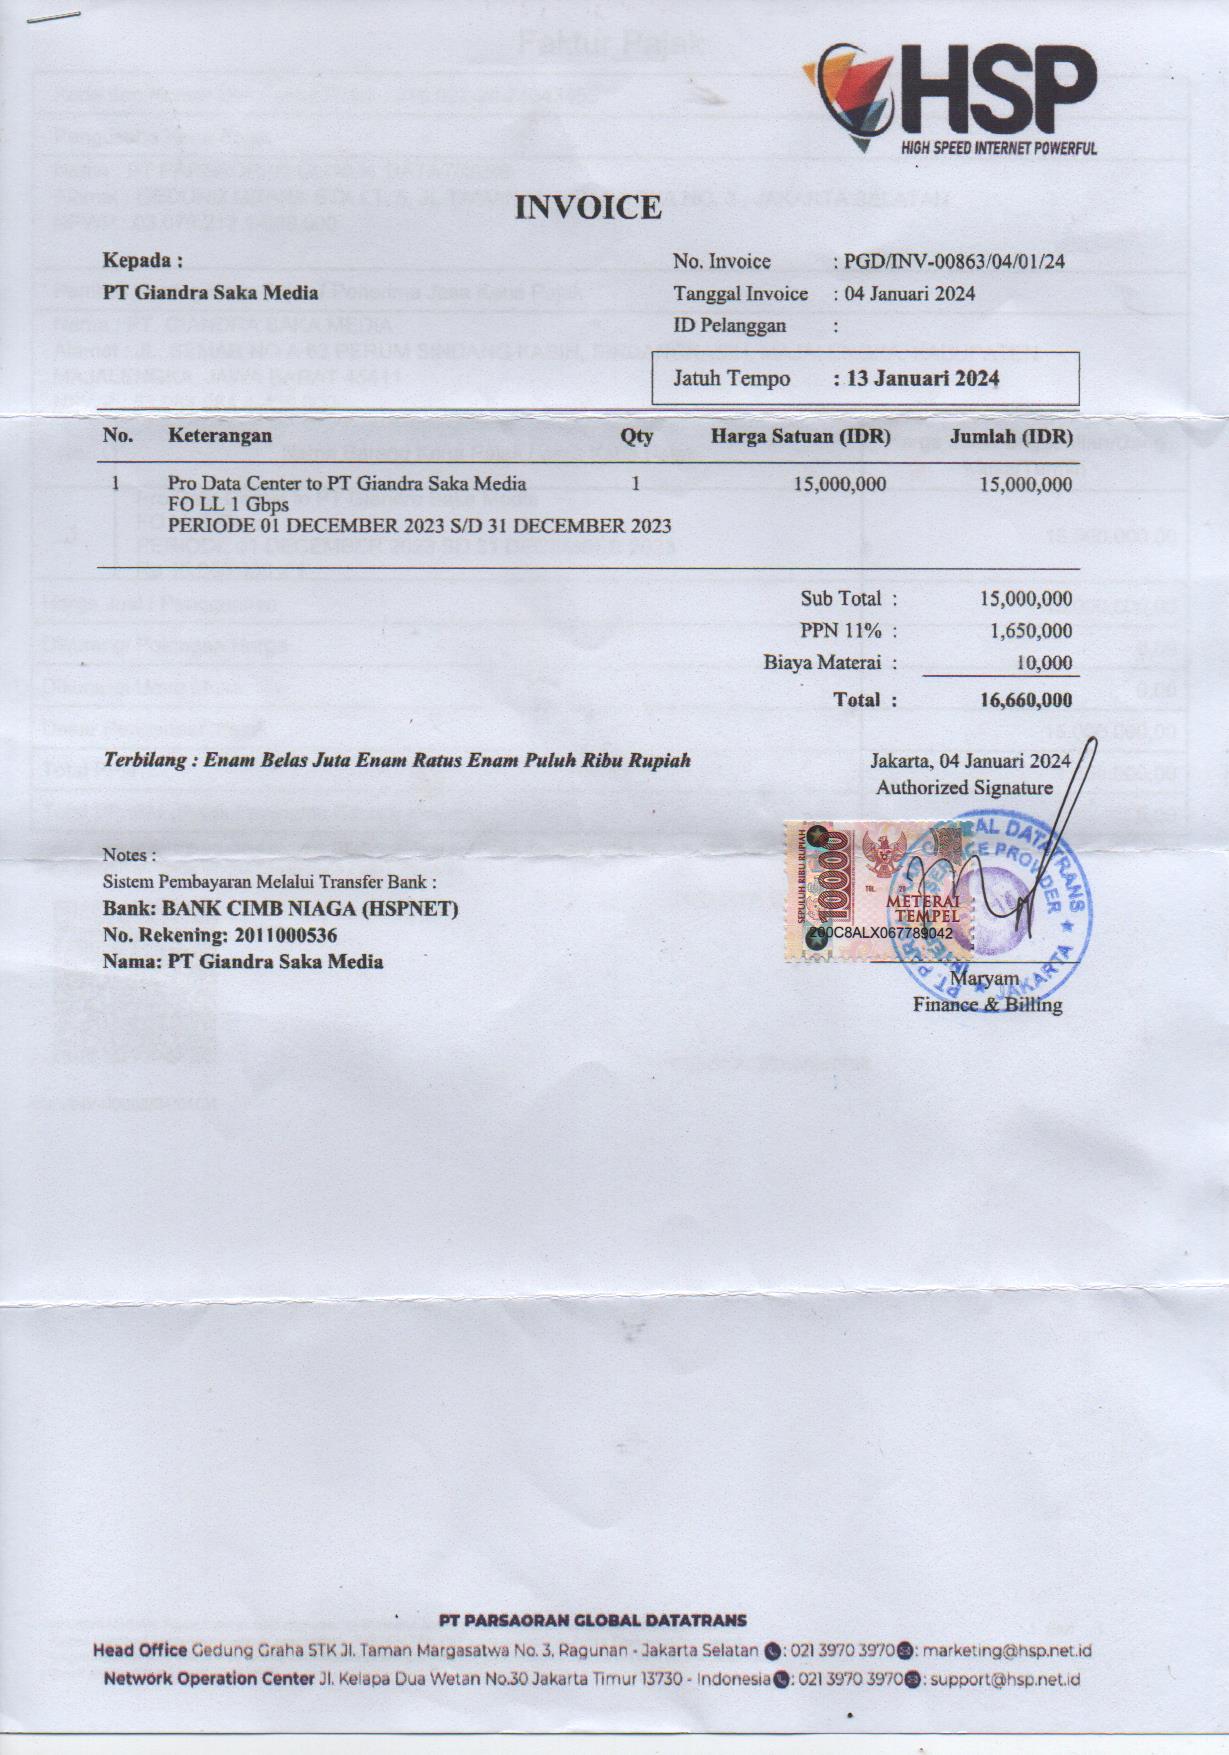 HSP
HIGH SPEED INTERNET POWERFUL
INVOICE
Kepada :
PT Giandra Saka Media
No. Invoice : PGD/INV-00863/04/01/24
Tanggal Invoice : 04 Januari 2024
ID Pelanggan :
Jatuh Tempo : 13 Januari 2024
No. Keterangan Qty Harga Satuan (IDR) Jumlah (IDR)
1 Pro Data Center to PT Giandra Saka Media 1 15,000,000 15,000,000
FO LL 1 Gbps
PERIODE 01 DECEMBER 2023 S/D 31 DECEMBER 2023
Sub Total : 15,000,000
PPN 11% : 1,650,000
Biaya Materai : 10,000
Total : 16,660,000
Terbilang : Enam Belas Juta Enam Ratus Enam Puluh Ribu Rupiah
Jakarta, 04 Januari 2024
Authorized Signature
SEPULUH RIBU RUPIAH
10000
TGL. 20
METERAI
TEMPEL
200C8ALX067789042
DATATRANS
SERVICE PROVIDER
JAKARTA
Maryam
Finance & Billing
Notes :
Sistem Pembayaran Melalui Transfer Bank :
Bank: BANK CIMB NIAGA (HSPNET)
No. Rekening: 2011000536
Nama: PT Giandra Saka Media
PT PARSAORAN GLOBAL DATATRANS
Head Office Gedung Graha STK Jl. Taman Margasatwa No. 3, Ragunan - Jakarta Selatan : 021 3970 3970 : marketing@hsp.net.id
Network Operation Center Jl. Kelapa Dua Wetan No.30 Jakarta Timur 13730 - Indonesia : 021 3970 3970 : support@hsp.net.id